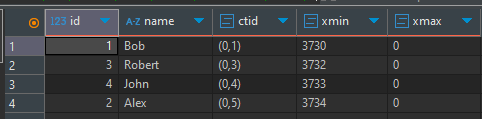 123 id A-Z name ctid xmin xmax
1 1 Bob (0,1) 3730 0
2 3 Robert (0,3) 3732 0
3 4 John (0,4) 3733 0
4 2 Alex (0,5) 3734 0